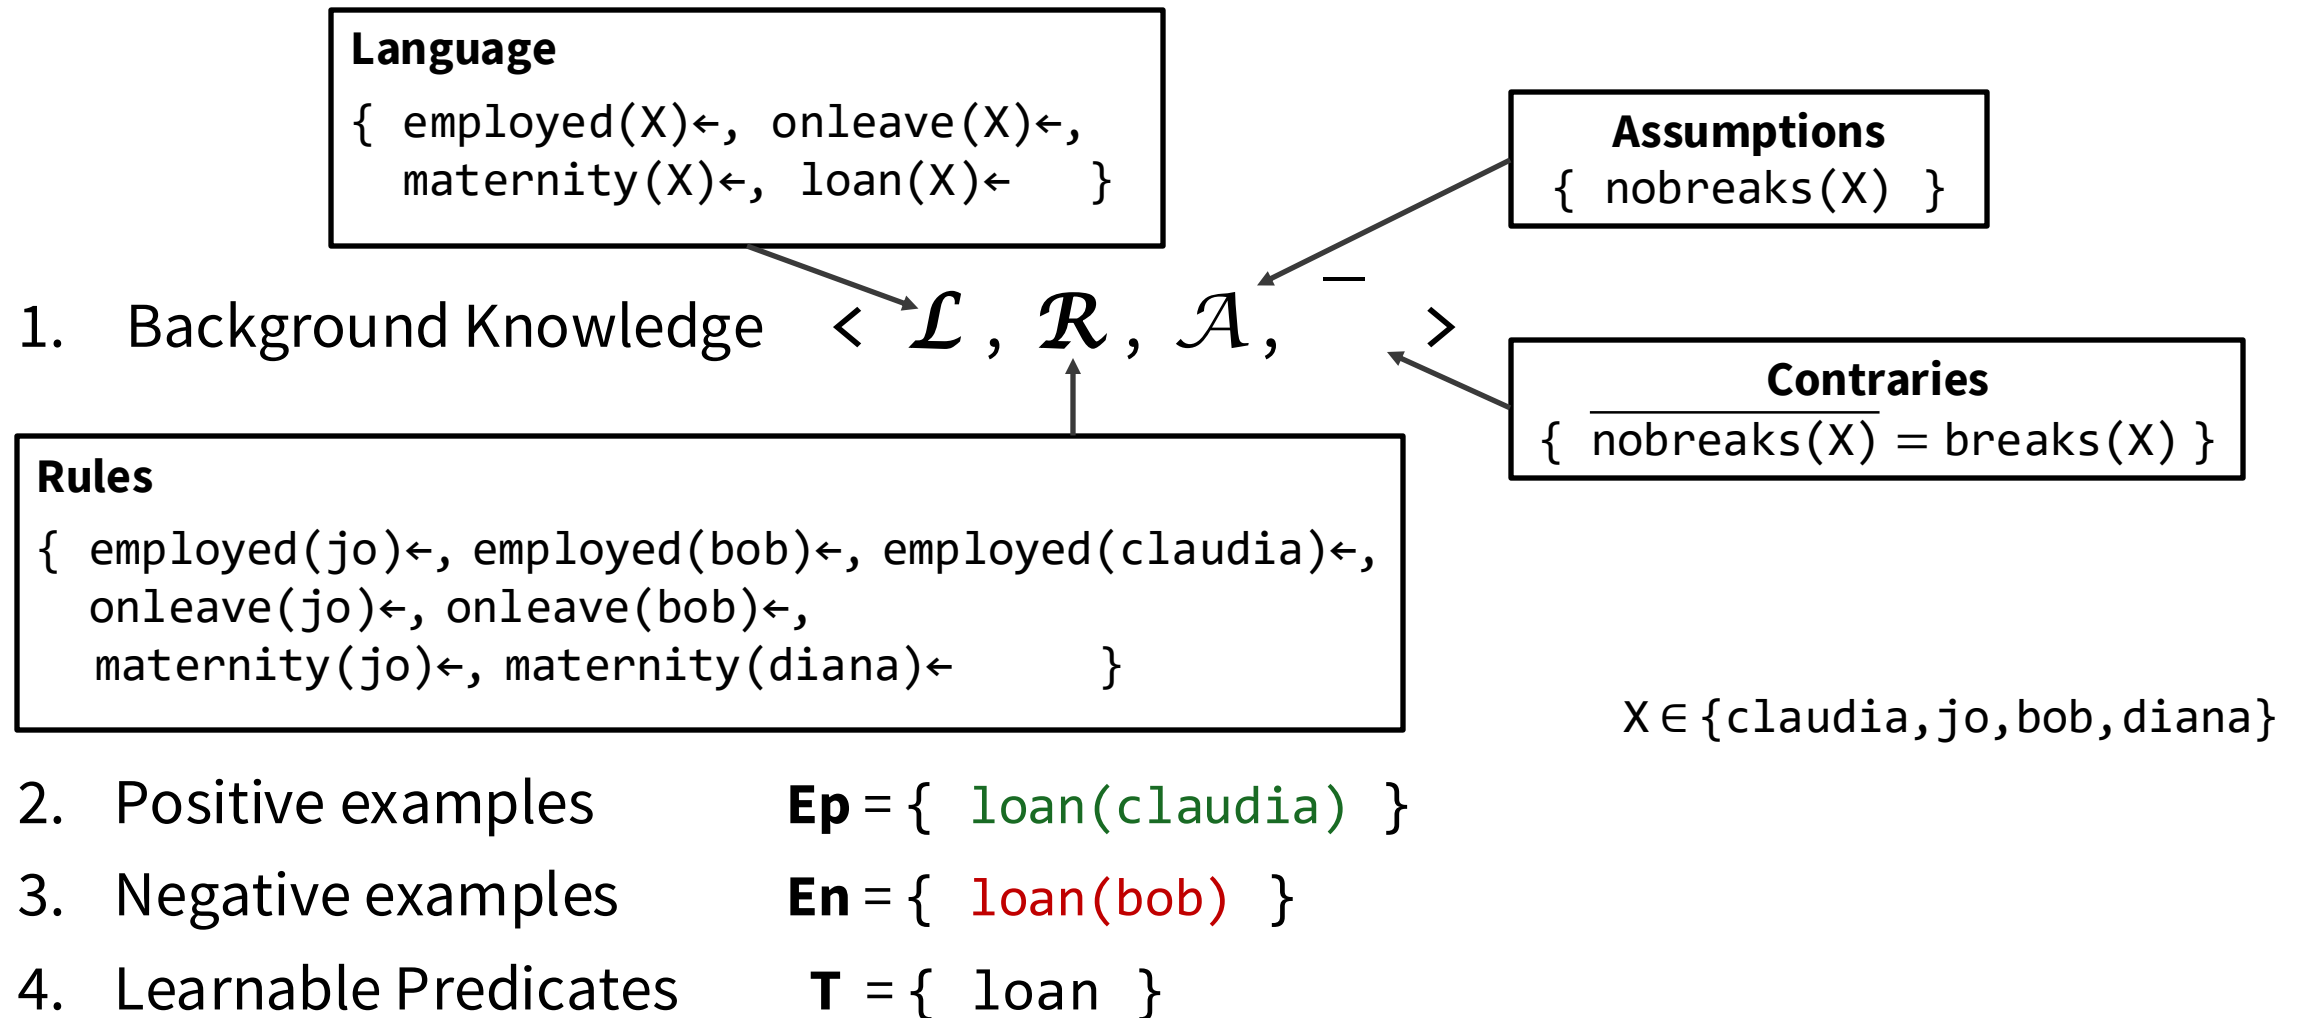 Language
{ employed(X)←, onleave(X)←,
maternity(X)←, loan(X)← }
Assumptions
{ nobreaks(X) }
1. Background Knowledge < ℒ, ℛ, 𝒜, ‾ >
Contraries
{ n̅o̅b̅r̅e̅a̅k̅s̅(̅X̅)̅ = breaks(X) }
Rules
{ employed(jo)←, employed(bob)←, employed(claudia)←,
onleave(jo)←, onleave(bob)←,
maternity(jo)←, maternity(diana)← }
X ∈ {claudia,jo,bob,diana}
2. Positive examples Ep = { loan(claudia) }
3. Negative examples En = { loan(bob) }
4. Learnable Predicates T = { loan }